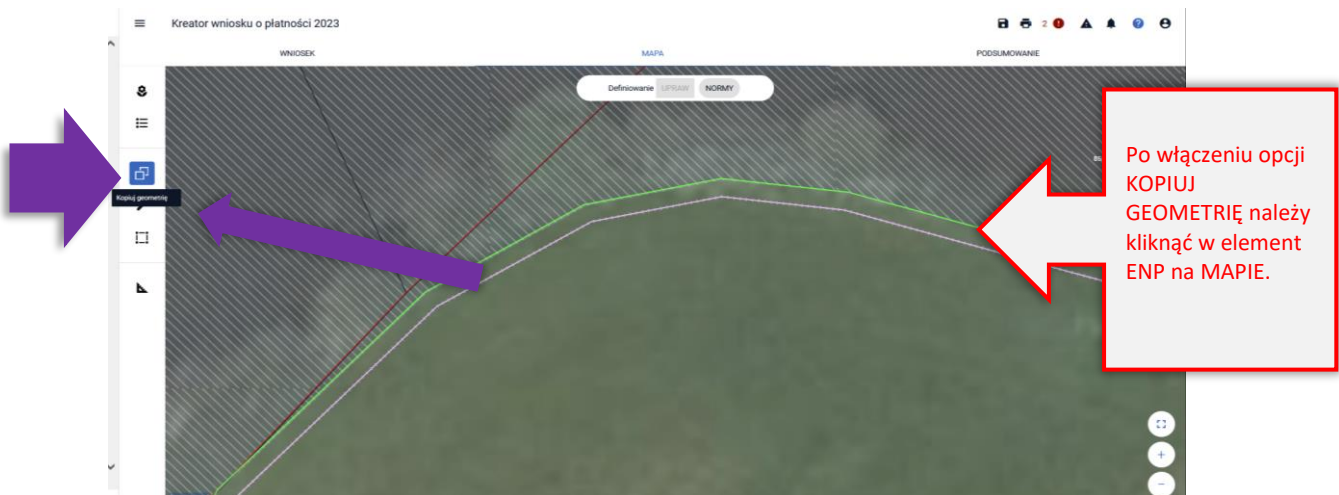 Kreator wniosku o płatności 2023
2
WNIOSEK
MAPA
PODSUMOWANIE
Definiowanie UPRAW NORMY
Kopiuj geometrię
Po włączeniu opcji
KOPIUJ
GEOMETRIĘ należy
kliknąć w element
ENP na MAPIE.